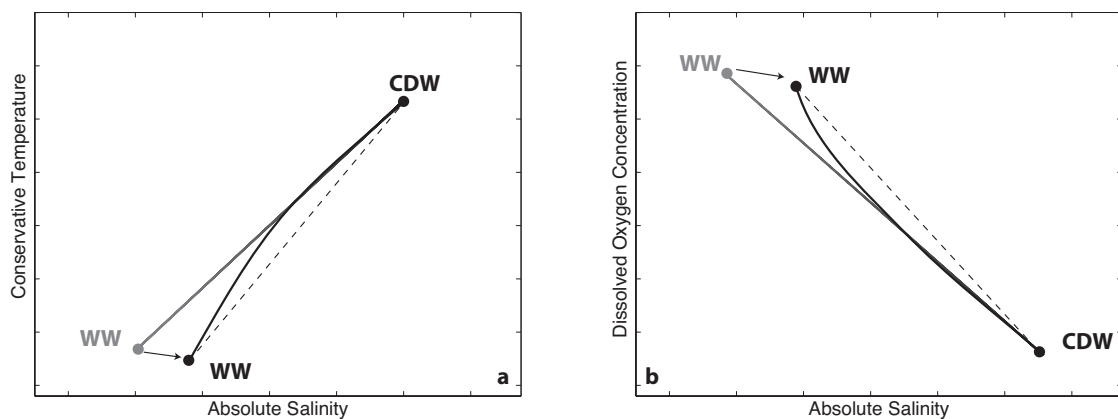 Conservative Temperature
CDW
WW
WW
a
Absolute Salinity
Dissolved Oxygen Concentration
WW
WW
CDW
b
Absolute Salinity